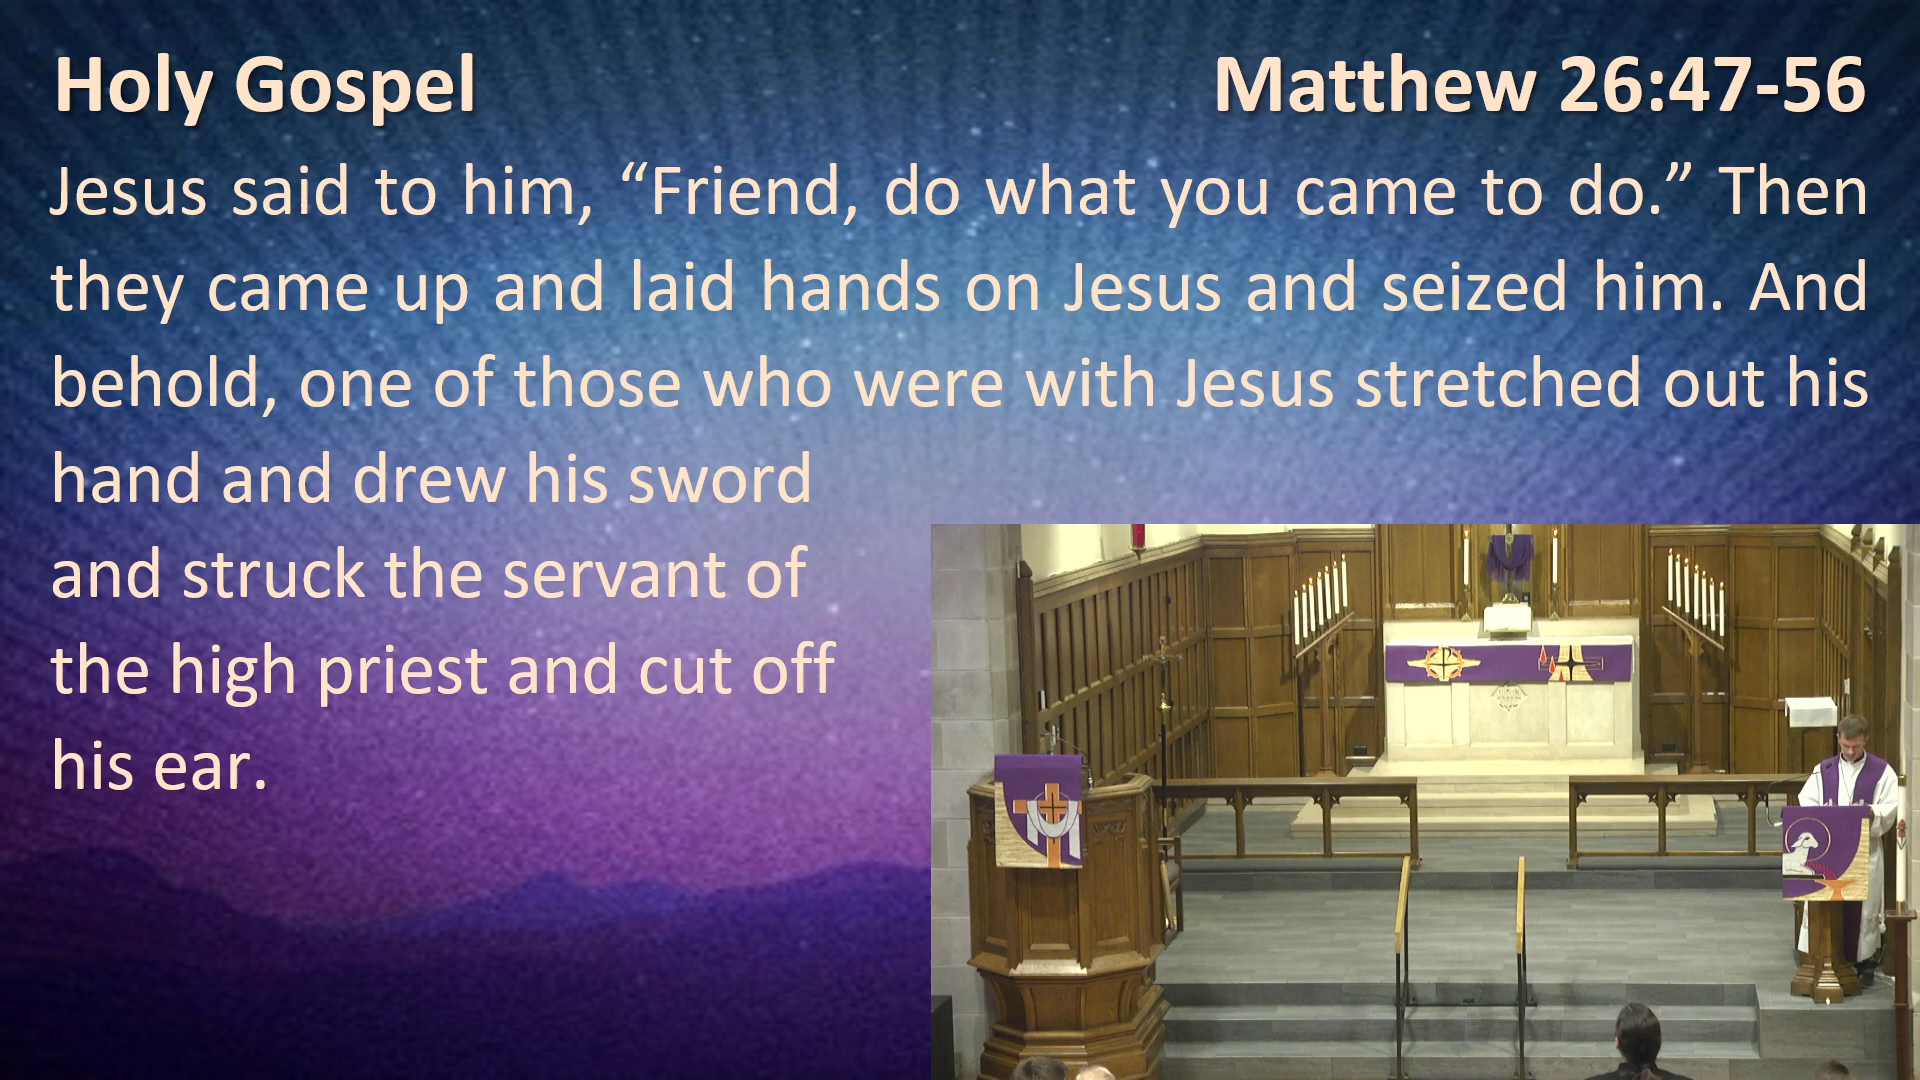 Holy Gospel
Matthew 26:47-56
Jesus said to him, “Friend, do what you came to do.” Then
they came up and laid hands on Jesus and seized him. And
behold, one of those who were with Jesus stretched out his
hand and drew his sword
and struck the servant of
the high priest and cut off
his ear.